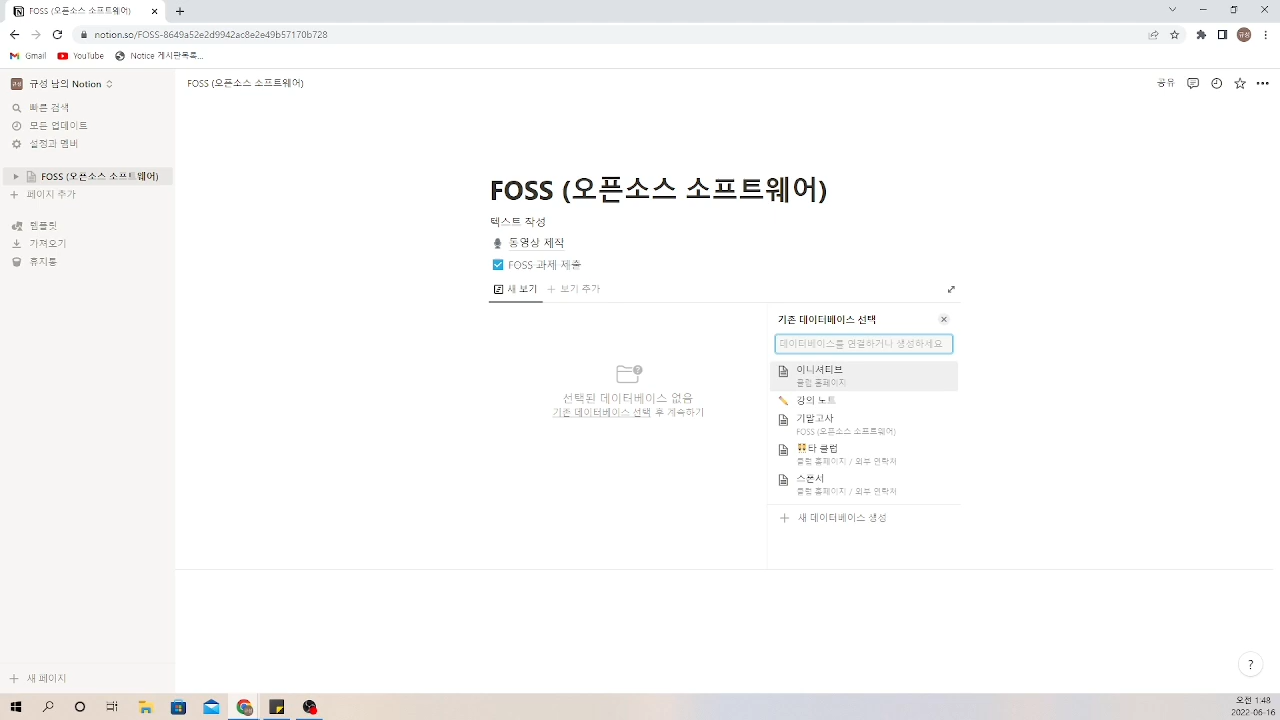 FOSS (오픈소스 소프트웨어)
notion.so/FOSS-8649a52e2d9942ac8e2e49b57170b728
규성
Gmail
YouTube
Notice 게시판목록...
규성 남의 Notion
FOSS (오픈소스 소프트웨어)
공유
빠른 검색
모든 업데이트
설정과 멤버
FOSS (오픈소스 소프트웨어)
페이지 추가
템플릿
가져오기
휴지통
FOSS (오픈소스 소프트웨어)
텍스트 작성
동영상 제작
FOSS 과제 제출
새 보기
보기 추가
선택된 데이터베이스 없음
기존 데이터베이스 선택 후 계속하기
기존 데이터베이스 선택
데이터베이스를 연결하거나 생성하세요
이니셔티브
클럽 홈페이지
강의 노트
기말고사
FOSS (오픈소스 소프트웨어)
타 클럽
클럽 홈페이지 / 외부 연락처
스폰서
클럽 홈페이지 / 외부 연락처
새 데이터베이스 생성
새 페이지
?
오전 1:48
2022-06-16